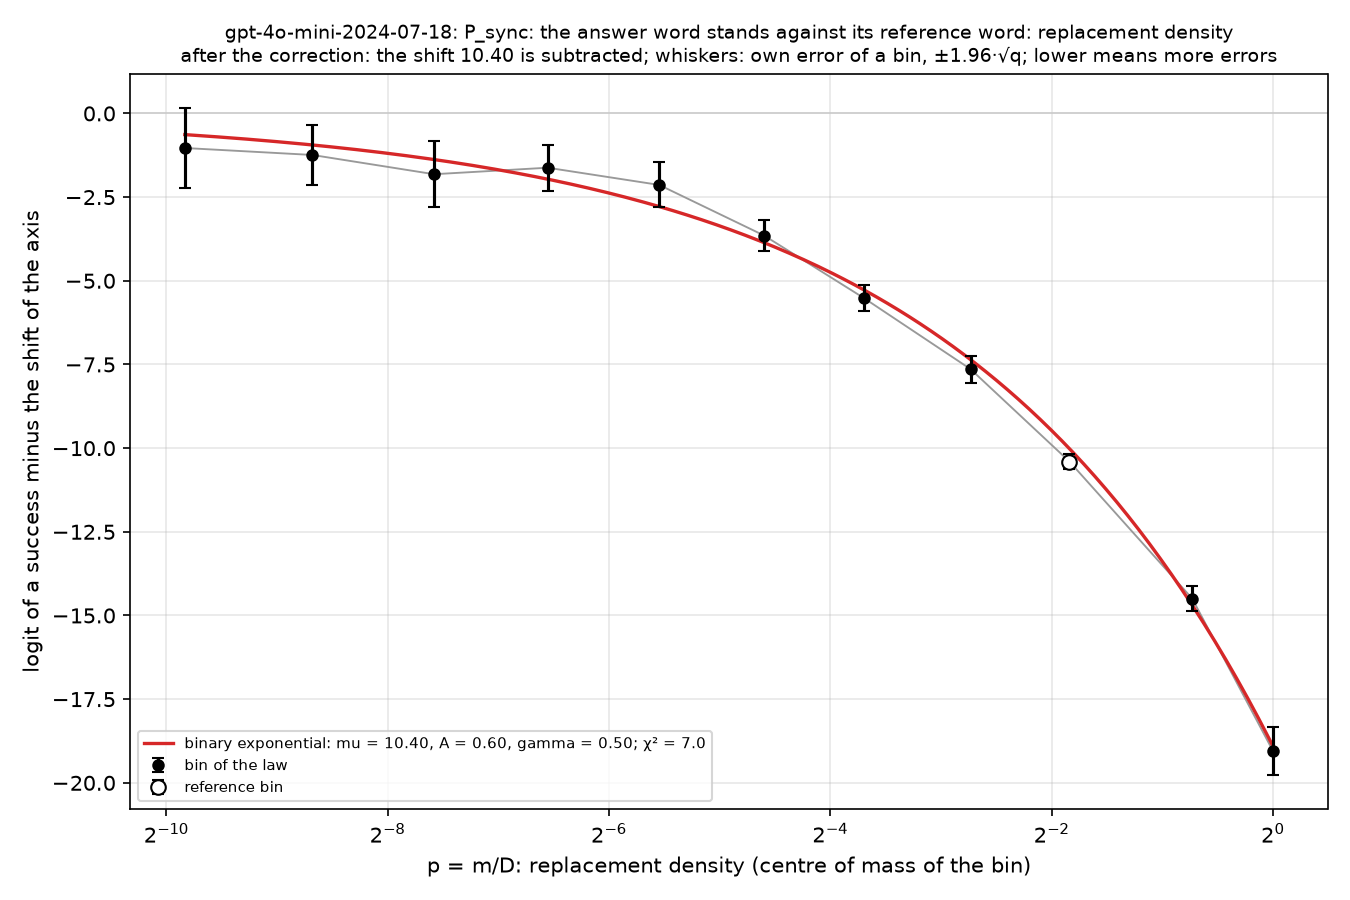 gpt-4o-mini-2024-07-18: P_sync: the answer word stands against its reference word: replacement density
after the correction: the shift 10.40 is subtracted; whiskers: own error of a bin, ±1.96·√q; lower means more errors
logit of a success minus the shift of the axis
0.0
−2.5
−5.0
−7.5
−10.0
−12.5
−15.0
−17.5
−20.0
binary exponential: mu = 10.40, A = 0.60, gamma = 0.50; χ² = 7.0
bin of the law
reference bin
2⁻¹⁰ 2⁻⁸ 2⁻⁶ 2⁻⁴ 2⁻² 2⁰
p = m/D: replacement density (centre of mass of the bin)